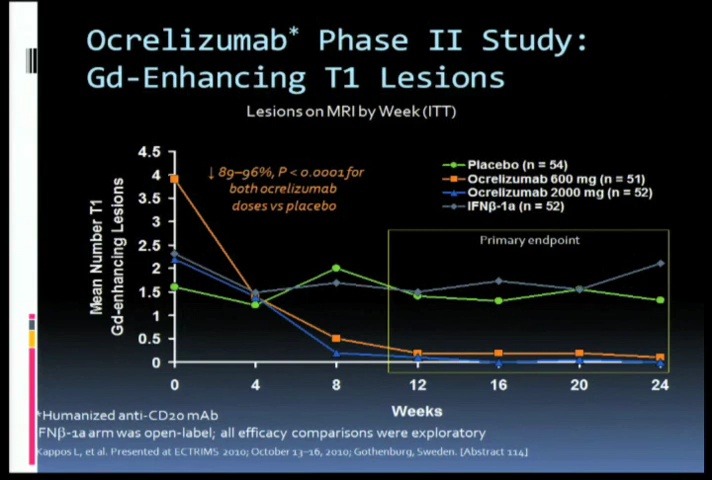 Ocrelizumab* Phase II Study:
Gd-Enhancing T1 Lesions
Lesions on MRI by Week (ITT)
↓ 89–96%, P < 0.0001 for
both ocrelizumab
doses vs placebo
Placebo (n = 54)
Ocrelizumab 600 mg (n = 51)
Ocrelizumab 2000 mg (n = 52)
IFNβ-1a (n = 52)
Primary endpoint
Mean Number T1
Gd-enhancing Lesions
4.5
4
3.5
3
2.5
2
1.5
1
0.5
0
0 4 8 12 16 20 24
Weeks
*Humanized anti-CD20 mAb
FNβ-1a arm was open-label; all efficacy comparisons were exploratory
Kappos L, et al. Presented at ECTRIMS 2010; October 13–16, 2010; Gothenburg, Sweden. [Abstract 114]